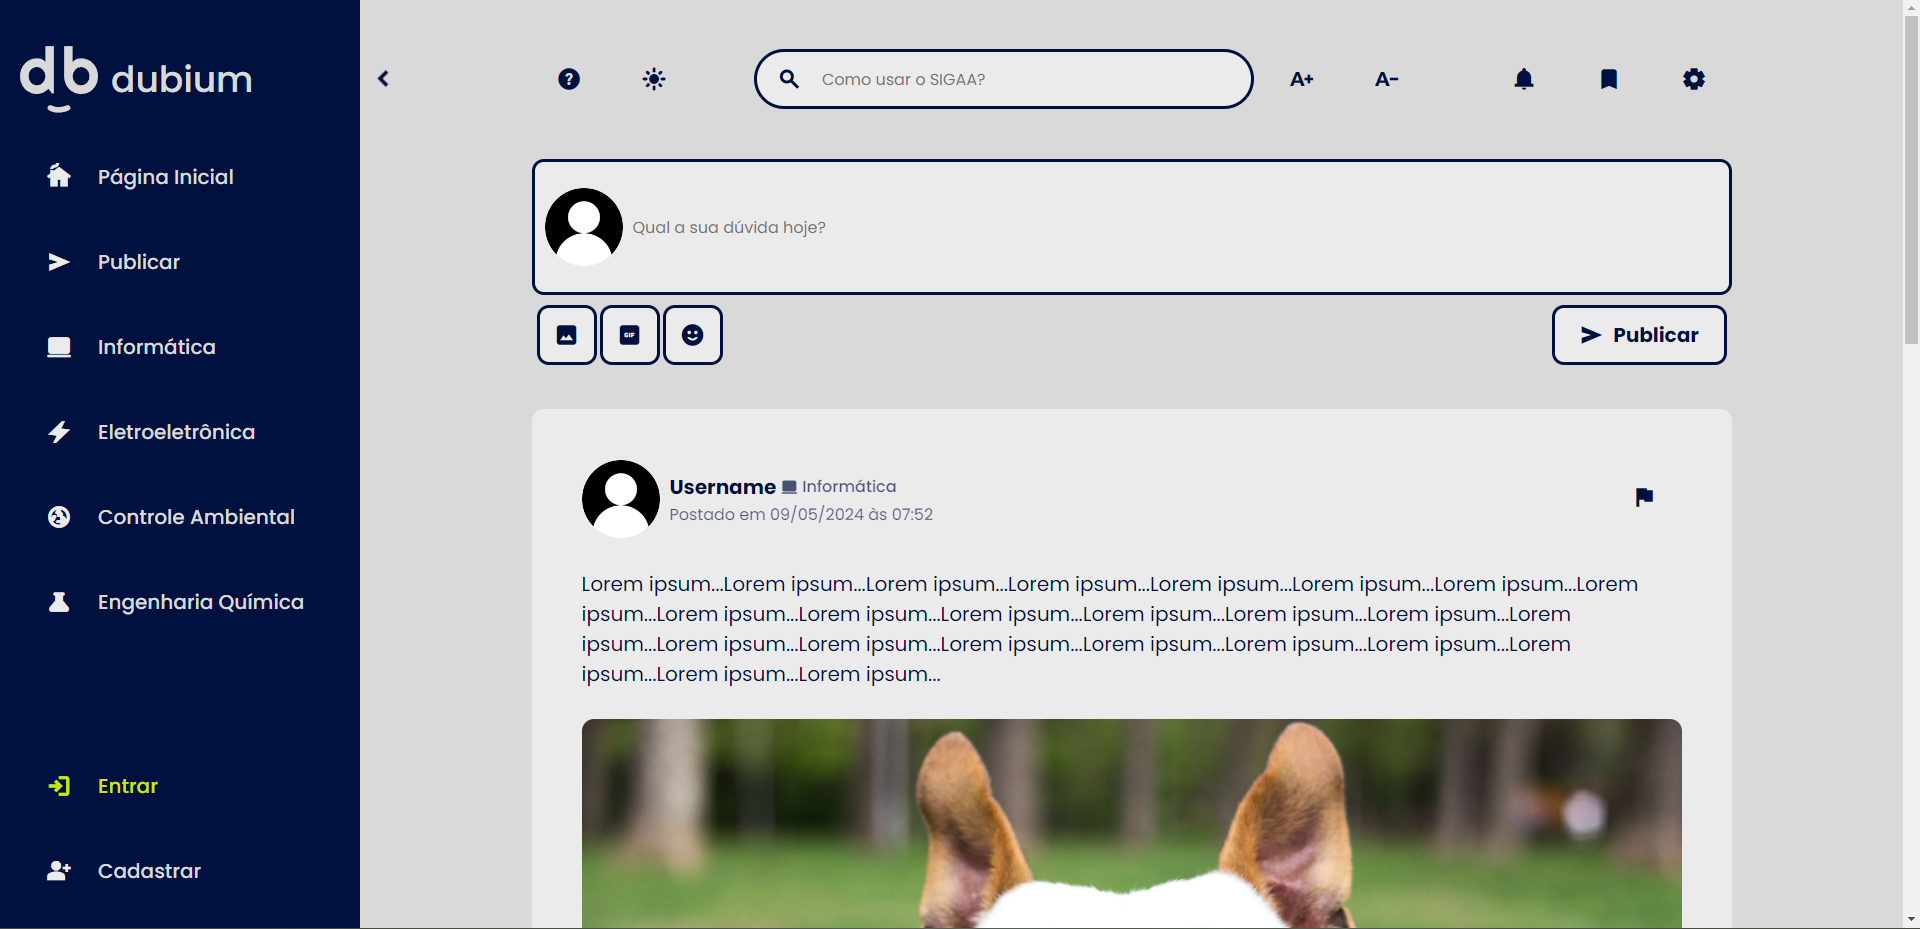 db dubium
Página Inicial
Publicar
Informática
Eletroeletrônica
Controle Ambiental
Engenharia Química
Entrar
Cadastrar
?
Como usar o SIGAA?
A+
A-
Qual a sua dúvida hoje?
GIF
Publicar
Username Informática
Postado em 09/05/2024 às 07:52
Lorem ipsum...Lorem ipsum...Lorem ipsum...Lorem ipsum...Lorem ipsum...Lorem ipsum...Lorem ipsum...Lorem
ipsum...Lorem ipsum...Lorem ipsum...Lorem ipsum...Lorem ipsum...Lorem ipsum...Lorem ipsum...Lorem
ipsum...Lorem ipsum...Lorem ipsum...Lorem ipsum...Lorem ipsum...Lorem ipsum...Lorem ipsum...Lorem
ipsum...Lorem ipsum...Lorem ipsum...